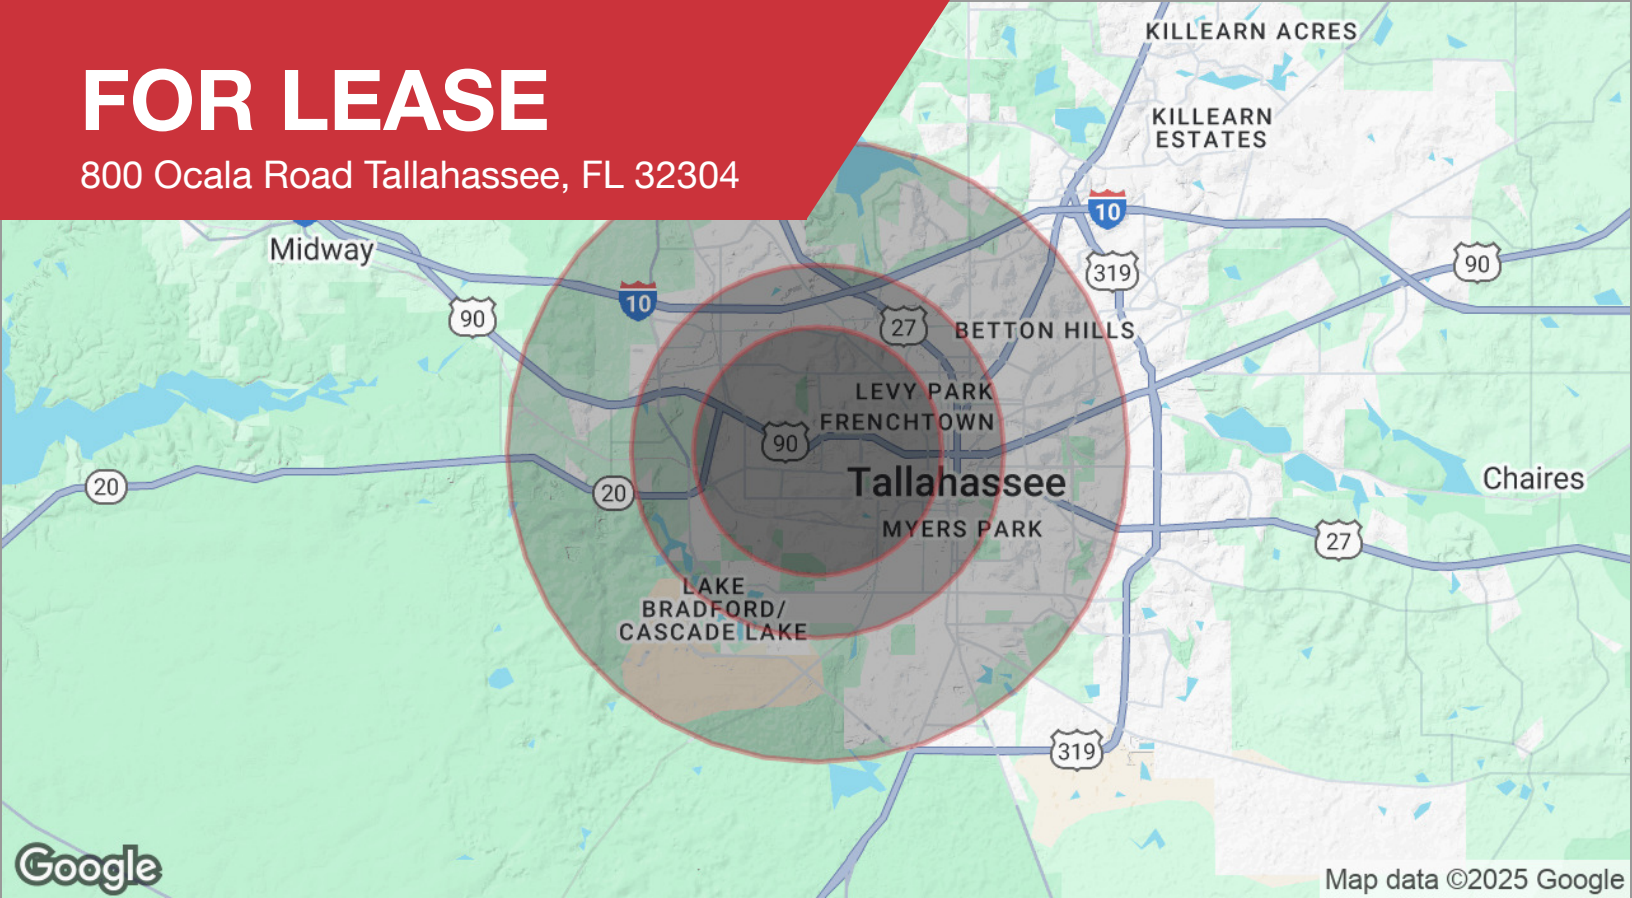 FOR LEASE
800 Ocala Road Tallahassee, FL 32304
KILLEARN ACRES
KILLEARN
ESTATES
10
Midway
319
90
10
90
27
BETTON HILLS
LEVY PARK
FRENCHTOWN
90
Tallahassee
Chaires
20
20
MYERS PARK
27
LAKE
BRADFORD/
CASCADE LAKE
319
Google
Map data ©2025 Google